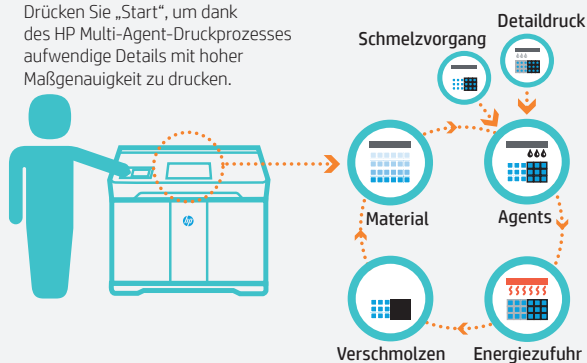 Drücken Sie „Start“, um dank
des HP Multi-Agent-Druckprozesses
aufwendige Details mit hoher
Maßgenauigkeit zu drucken.
Detaildruck
Schmelzvorgang
Material
Agents
Verschmolzen
Energiezufuhr
hp